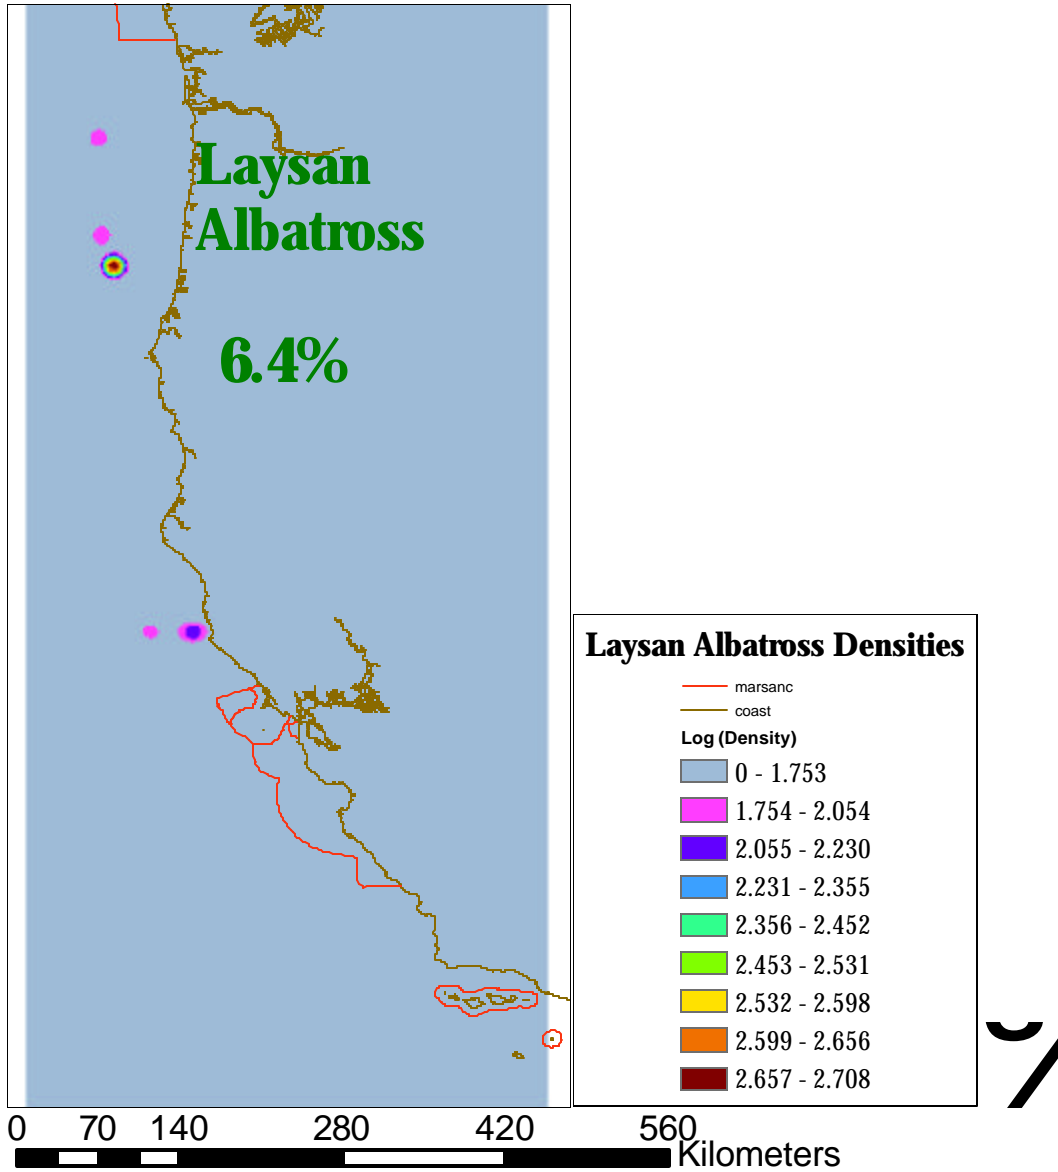 Laysan
Albatross
6.4%
Laysan Albatross Densities
marsanc
coast
Log (Density)
0 - 1.753
1.754 - 2.054
2.055 - 2.230
2.231 - 2.355
2.356 - 2.452
2.453 - 2.531
2.532 - 2.598
2.599 - 2.656
2.657 - 2.708
0 70 140 280 420 560
Kilometers